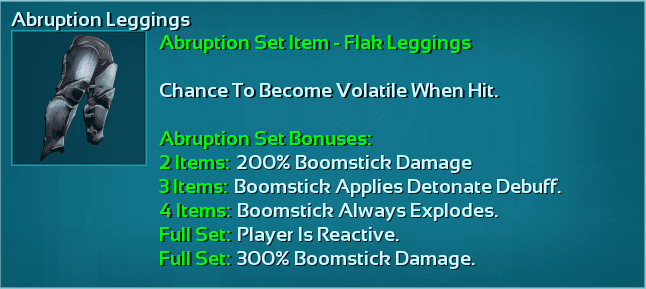 Abruption Leggings
Abruption Set Item - Flak Leggings
Chance To Become Volatile When Hit.
Abruption Set Bonuses:
2 Items: 200% Boomstick Damage
3 Items: Boomstick Applies Detonate Debuff.
4 Items: Boomstick Always Explodes.
Full Set: Player Is Reactive.
Full Set: 300% Boomstick Damage.